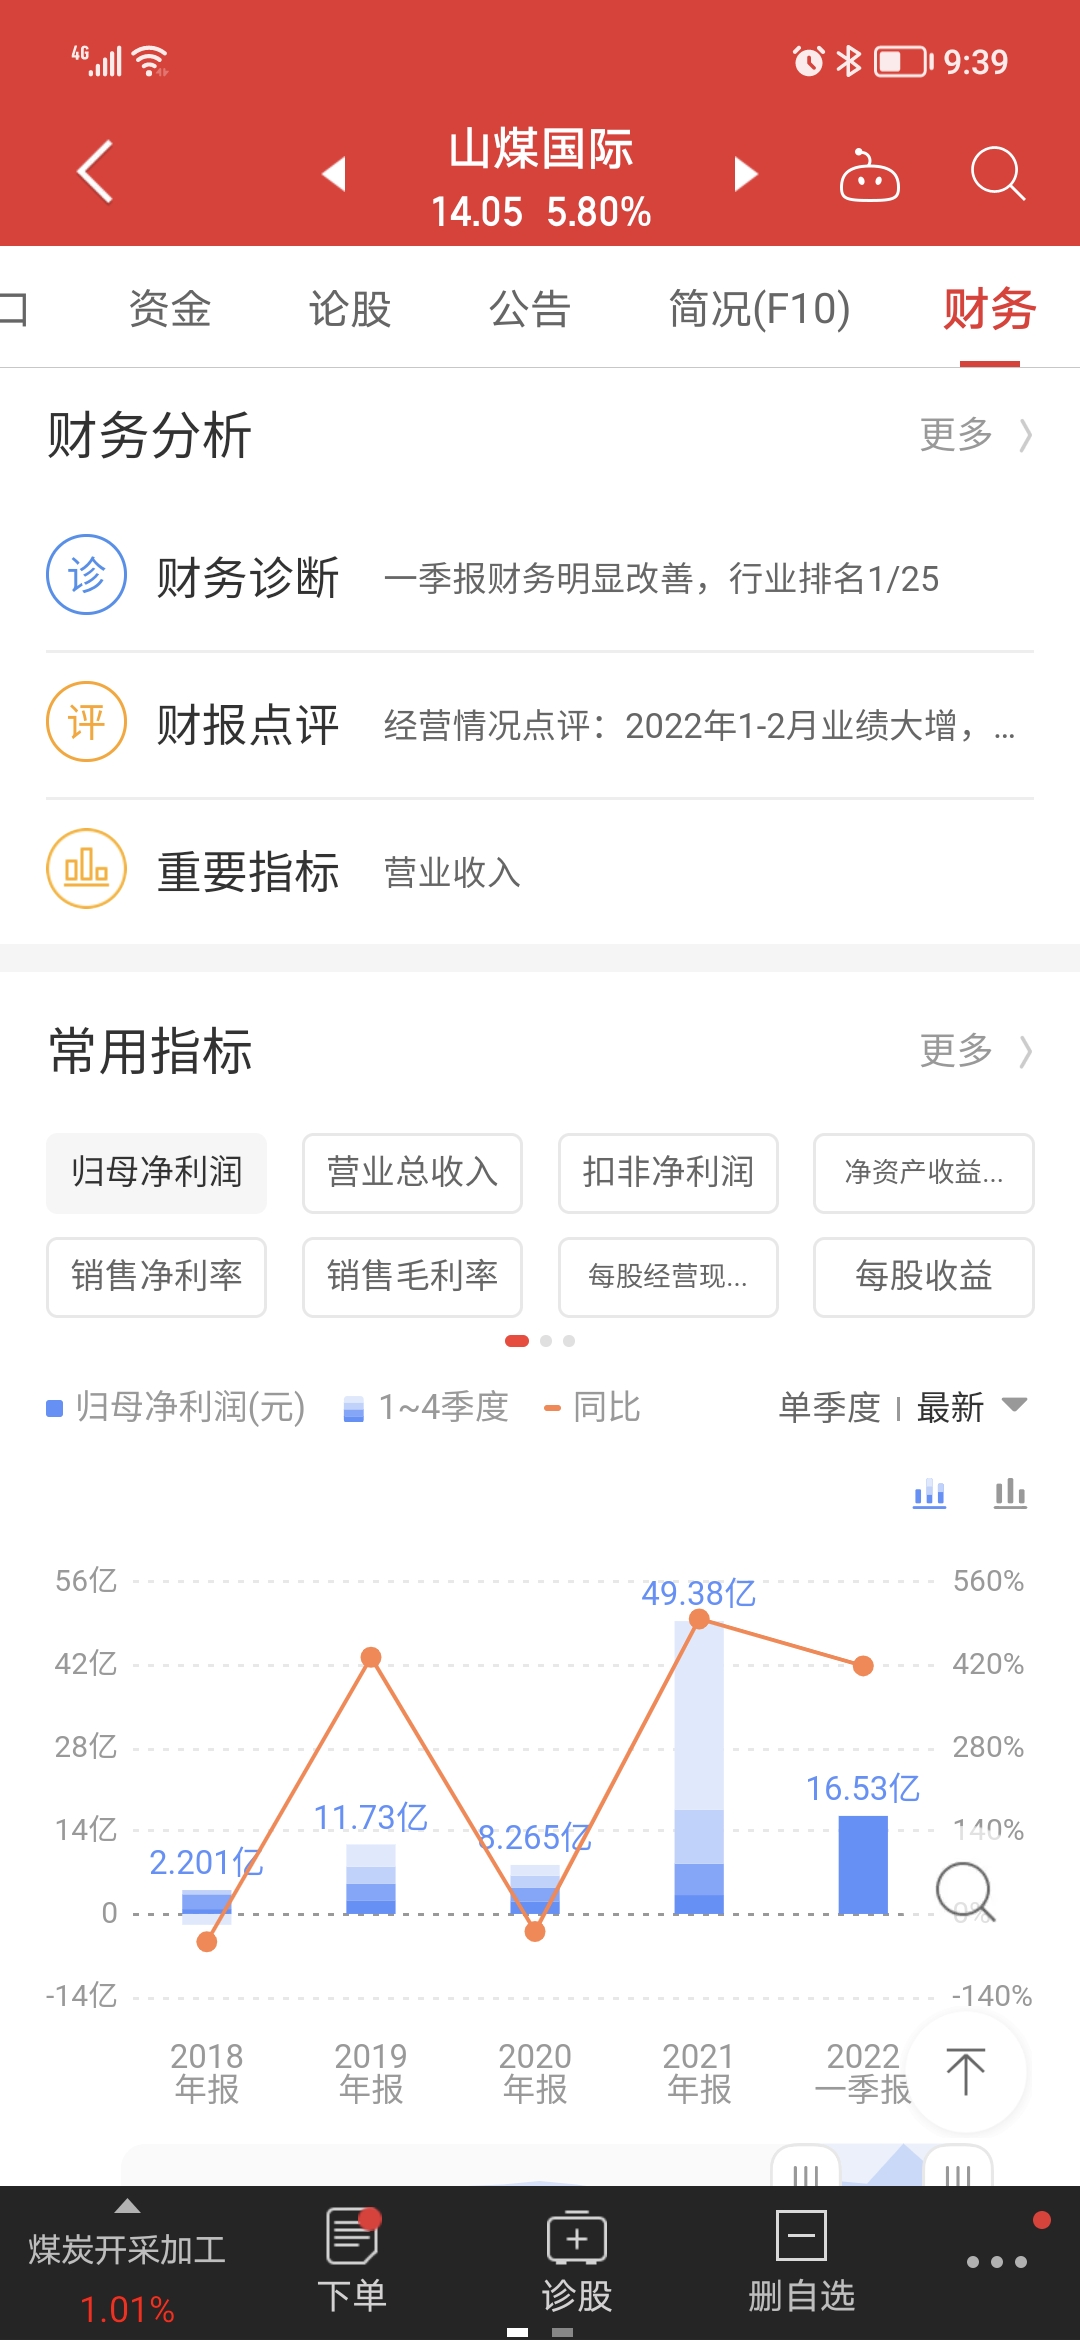 4G 9:39
山煤国际
14.05 5.80%
口 资金 论股 公告 简况(F10) 财务
财务分析 更多
诊 财务诊断 一季报财务明显改善，行业排名1/25
评 财报点评 经营情况点评：2022年1-2月业绩大增，...
重要指标 营业收入
常用指标 更多
归母净利润 营业总收入 扣非净利润 净资产收益...
销售净利率 销售毛利率 每股经营现... 每股收益
归母净利润(元) 1~4季度 同比 单季度 最新
56亿 560%
49.38亿
42亿 420%
28亿 280%
16.53亿
11.73亿
14亿 140%
8.265亿
2.201亿
0 0%
-14亿 -140%
2018 2019 2020 2021 2022
年报 年报 年报 年报 一季报
煤炭开采加工
1.01%
下单 诊股 删自选